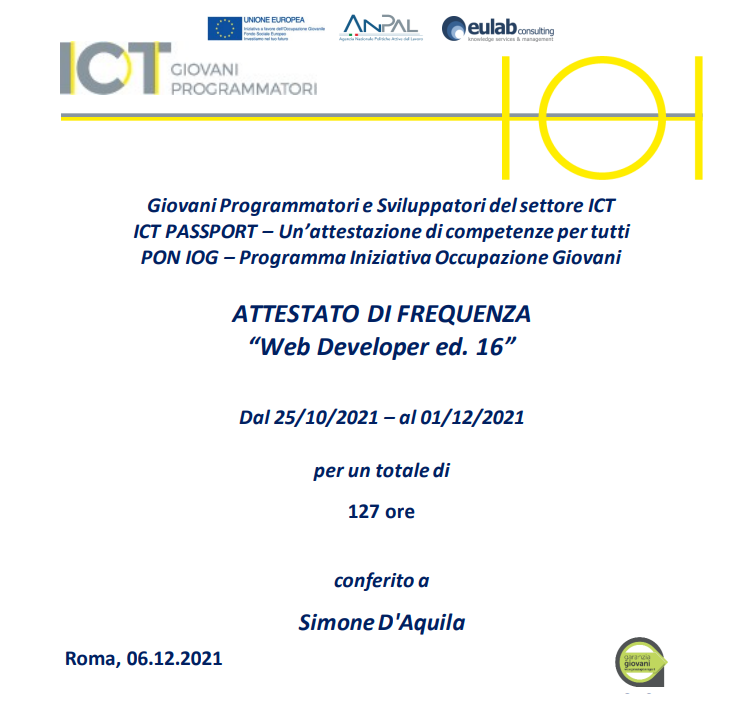 UNIONE EUROPEA
Iniziativa a favore dell'Occupazione Giovanile
Fondo Sociale Europeo
Investiamo nel tuo futuro
ANPAL
Agenzia Nazionale Politiche Attive del Lavoro
eulab consulting
knowledge services & management
ICT GIOVANI
PROGRAMMATORI
Giovani Programmatori e Sviluppatori del settore ICT
ICT PASSPORT – Un'attestazione di competenze per tutti
PON IOG – Programma Iniziativa Occupazione Giovani
ATTESTATO DI FREQUENZA
“Web Developer ed. 16”
Dal 25/10/2021 – al 01/12/2021
per un totale di
127 ore
conferito a
Simone D'Aquila
Roma, 06.12.2021
garanzia
giovani